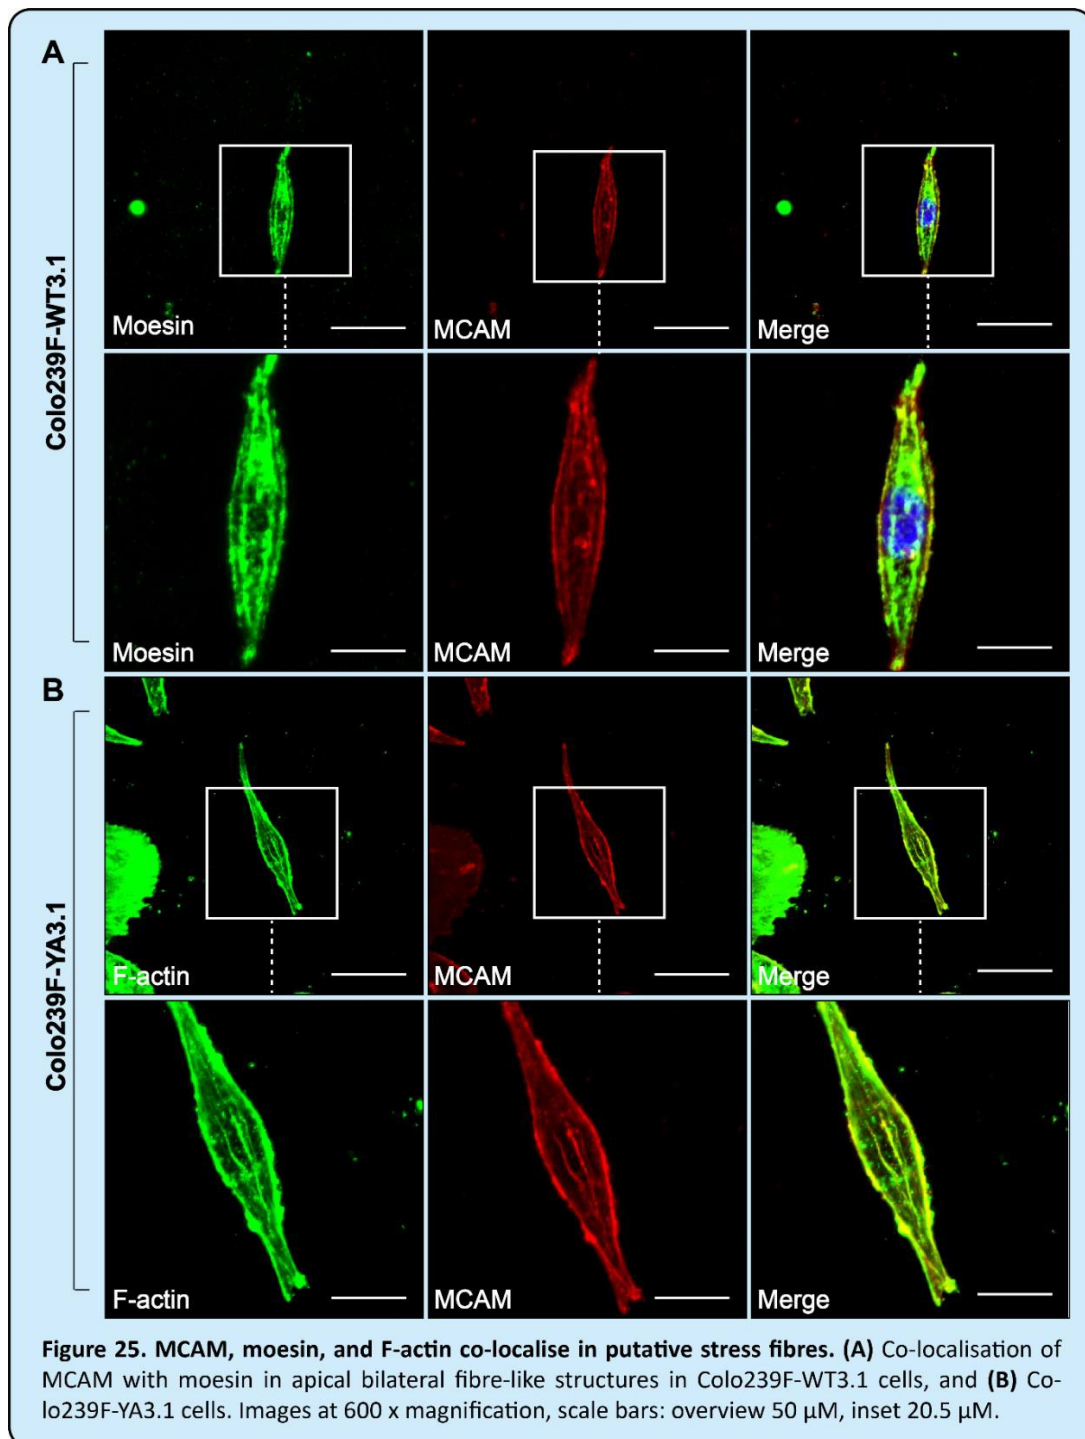 A
Colo239F-WT3.1
Moesin
MCAM
Merge
Moesin
MCAM
Merge
B
Colo239F-YA3.1
F-actin
MCAM
Merge
F-actin
MCAM
Merge
Figure 25. MCAM, moesin, and F-actin co-localise in putative stress fibres. (A) Co-localisation of
MCAM with moesin in apical bilateral fibre-like structures in Colo239F-WT3.1 cells, and (B) Co-
lo239F-YA3.1 cells. Images at 600 x magnification, scale bars: overview 50 µM, inset 20.5 µM.